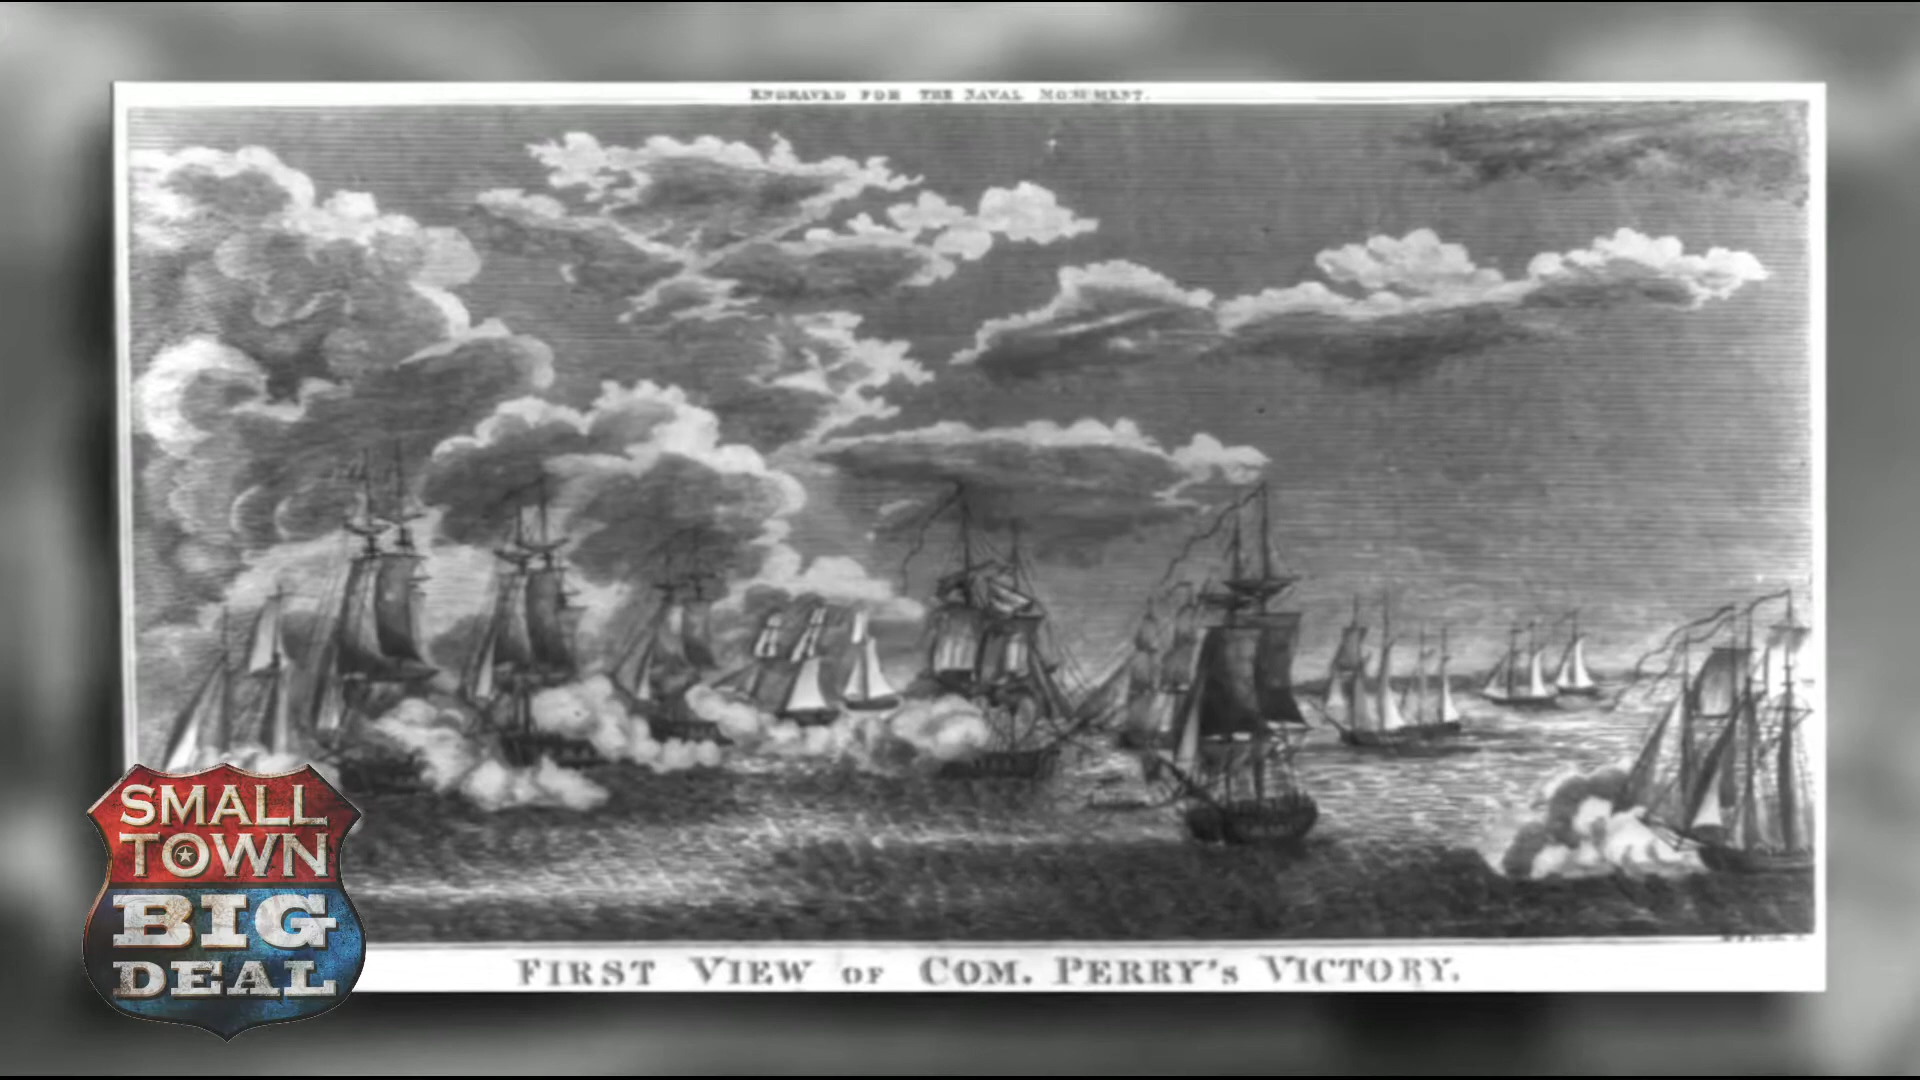 ENGRAVED FOR THE NAVAL MONUMENT.
FIRST VIEW OF COM. PERRY'S VICTORY.
SMALL
TOWN
BIG
DEAL